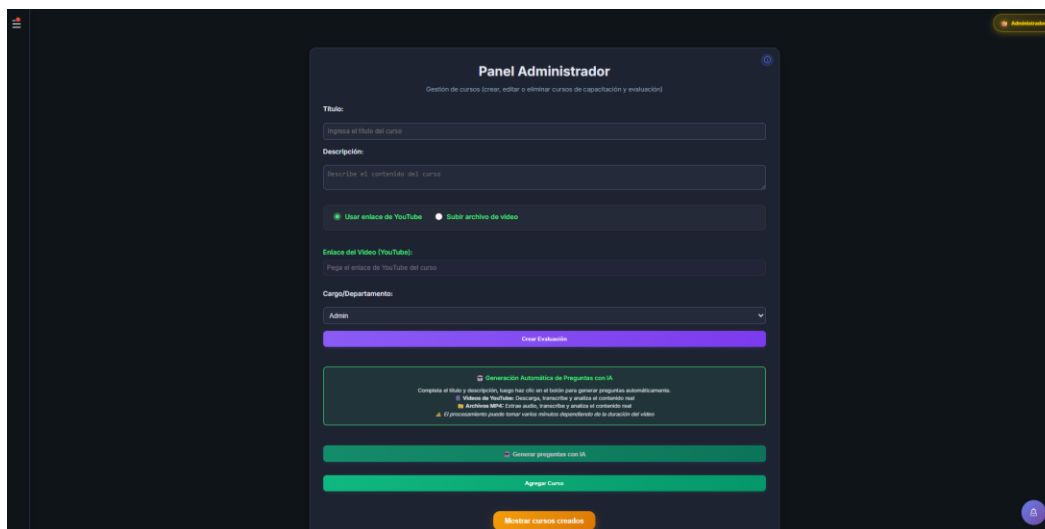 Administrador
Panel Administrador
Gestión de cursos (crear, editar o eliminar cursos de capacitación y evaluación)
Título:
Ingresa el título del curso
Descripción:
Describe el contenido del curso
Usar enlace de YouTube
Subir archivo de video
Enlace del Video (YouTube):
Pega el enlace de YouTube del curso
Cargo/Departamento:
Admin
Crear Evaluación
Generación Automática de Preguntas con IA
Completa el título y descripción, luego haz clic en el botón para generar preguntas automáticamente.
Videos de YouTube: Descarga, transcribe y analiza el contenido real
Archivos MP4: Extrae audio, transcribe y analiza el contenido real
El procesamiento puede tomar varios minutos dependiendo de la duración del video
Generar preguntas con IA
Agregar Curso
Mostrar cursos creados